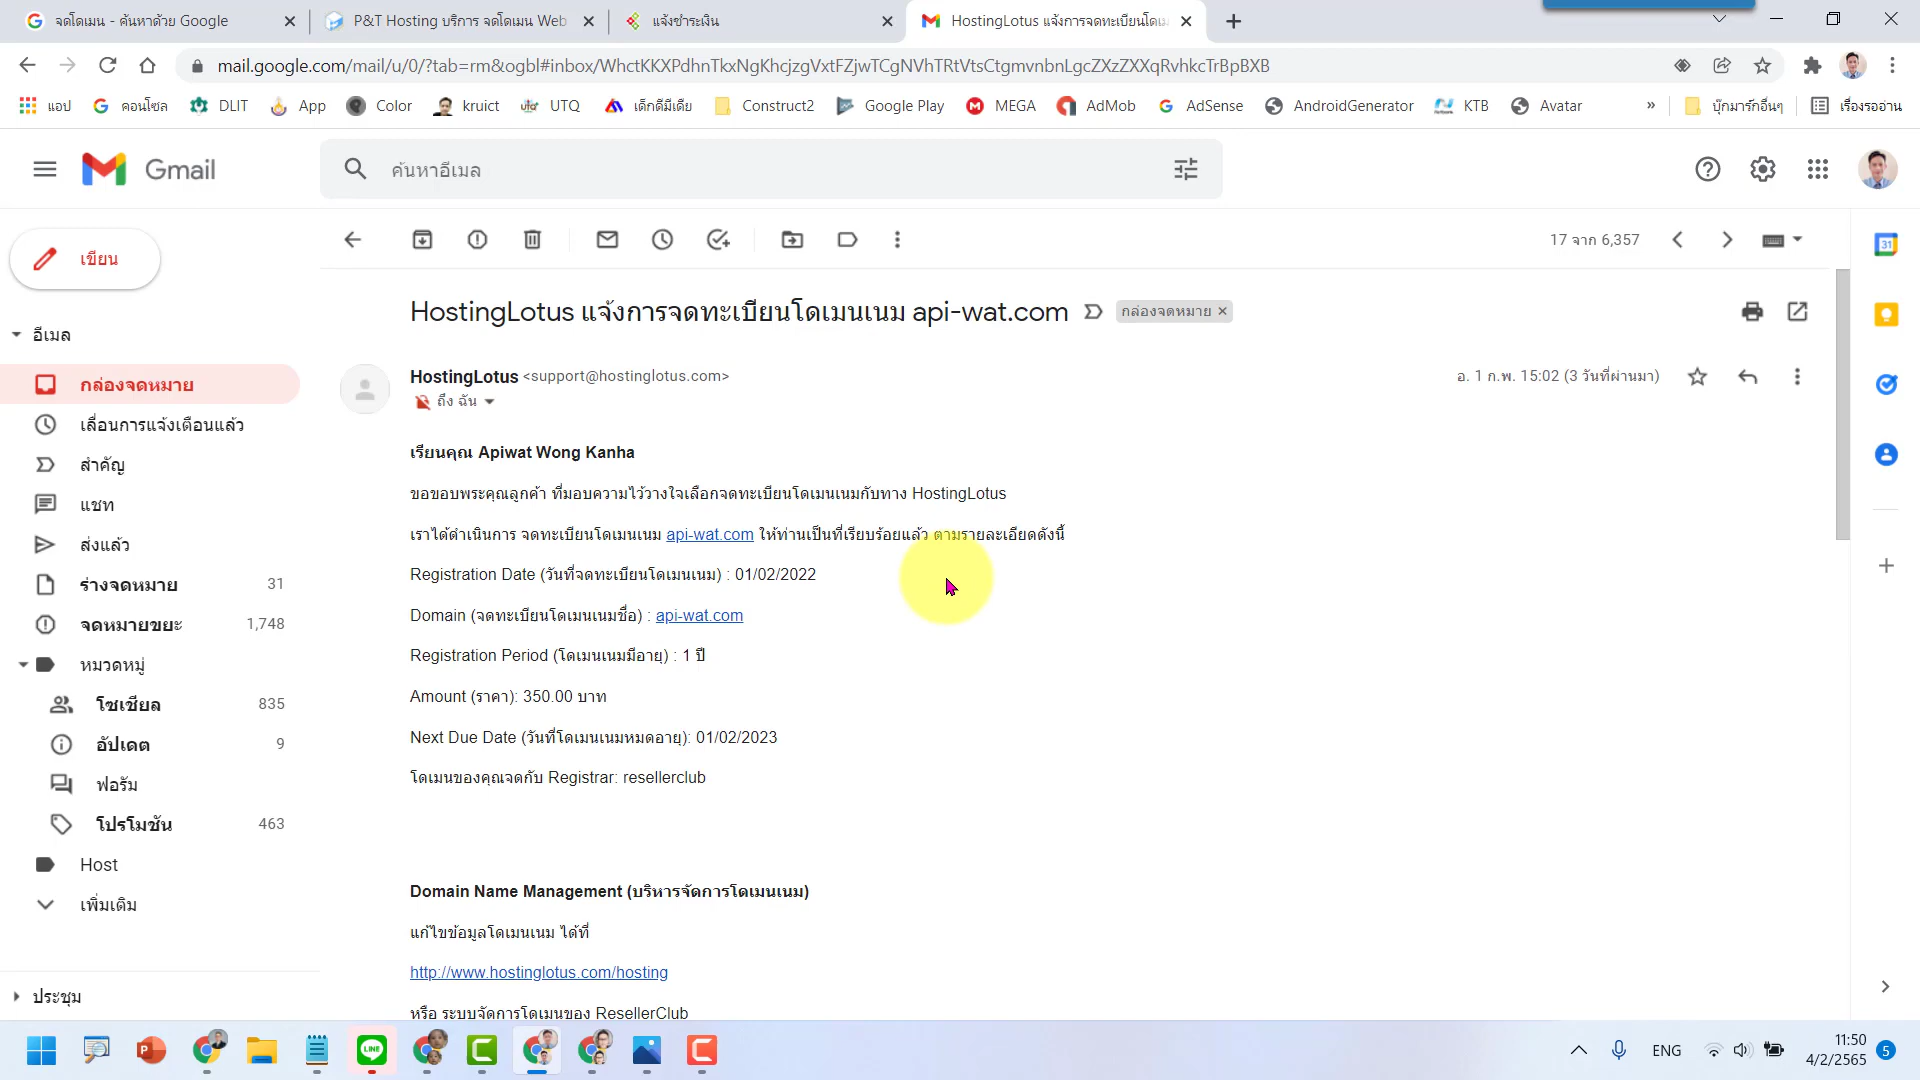 จดโดเมน - ค้นหาด้วย Google
P&T Hosting บริการ จดโดเมน Web
แจ้งชำระเงิน
HostingLotus แจ้งการจดทะเบียนโดเมน
mail.google.com/mail/u/0/?tab=rm&ogbl#inbox/WhctKKXPdhnTkxNgKhcjzgVxtFZjwTCgNVhTRtVtsCtgmvnbnLgcZXzZXXqRvhkcTrBpBXB
แอป คอนโซล DLIT App Color kruict UTQ เด็กดีมีเดีย Construct2 Google Play MEGA AdMob AdSense AndroidGenerator KTB Avatar » บุ๊กมาร์กอื่นๆ เรื่องรออ่าน
Gmail
ค้นหาอีเมล
เขียน
17 จาก 6,357
อีเมล
กล่องจดหมาย
เลื่อนการแจ้งเตือนแล้ว
สำคัญ
แชท
ส่งแล้ว
ร่างจดหมาย 31
จดหมายขยะ 1,748
หมวดหมู่
โซเชียล 835
อัปเดต 9
ฟอรัม
โปรโมชัน 463
Host
เพิ่มเติม
ประชุม
HostingLotus แจ้งการจดทะเบียนโดเมนเนม api-wat.com กล่องจดหมาย ×
HostingLotus <support@hostinglotus.com> อ. 1 ก.พ. 15:02 (3 วันที่ผ่านมา)
ถึง ฉัน
เรียนคุณ Apiwat Wong Kanha
ขอขอบพระคุณลูกค้า ที่มอบความไว้วางใจเลือกจดทะเบียนโดเมนเนมกับทาง HostingLotus
เราได้ดำเนินการ จดทะเบียนโดเมนเนม api-wat.com ให้ท่านเป็นที่เรียบร้อยแล้ว ตามรายละเอียดดังนี้
Registration Date (วันที่จดทะเบียนโดเมนเนม) : 01/02/2022
Domain (จดทะเบียนโดเมนเนมชื่อ) : api-wat.com
Registration Period (โดเมนเนมมีอายุ) : 1 ปี
Amount (ราคา): 350.00 บาท
Next Due Date (วันที่โดเมนเนมหมดอายุ): 01/02/2023
โดเมนของคุณจดกับ Registrar: resellerclub
Domain Name Management (บริหารจัดการโดเมนเนม)
แก้ไขข้อมูลโดเมนเนม ได้ที่
http://www.hostinglotus.com/hosting
หรือ ระบบจัดการโดเมนของ ResellerClub
31
LINE
ENG
11:50
4/2/2565
5